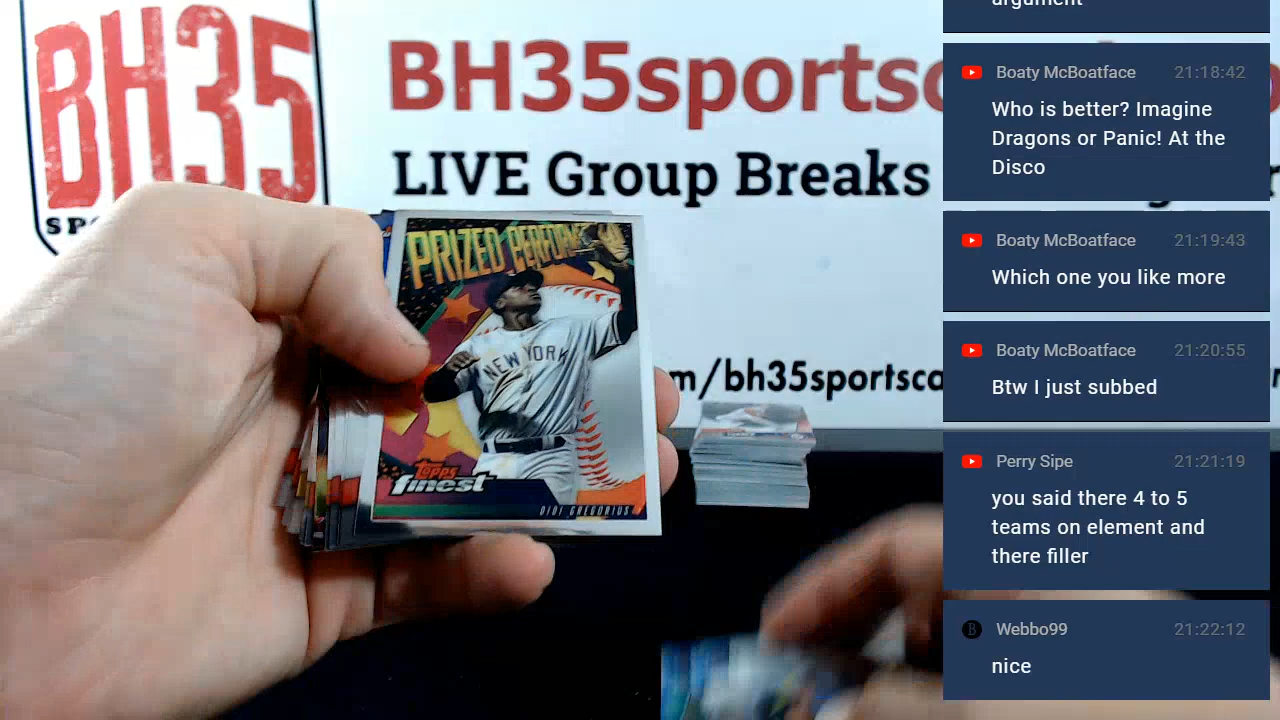 BH35
BH35sportsc
LIVE Group Breaks
m/bh35sportsca
PRIZED PERFORM
NEW YORK
TOPPS
finest
DIDI GREGORIUS
argument
Boaty McBoatface 21:18:42
Who is better? Imagine
Dragons or Panic! At the
Disco
Boaty McBoatface 21:19:43
Which one you like more
Boaty McBoatface 21:20:55
Btw I just subbed
Perry Sipe 21:21:19
you said there 4 to 5
teams on element and
there filler
B Webbo99 21:22:12
nice